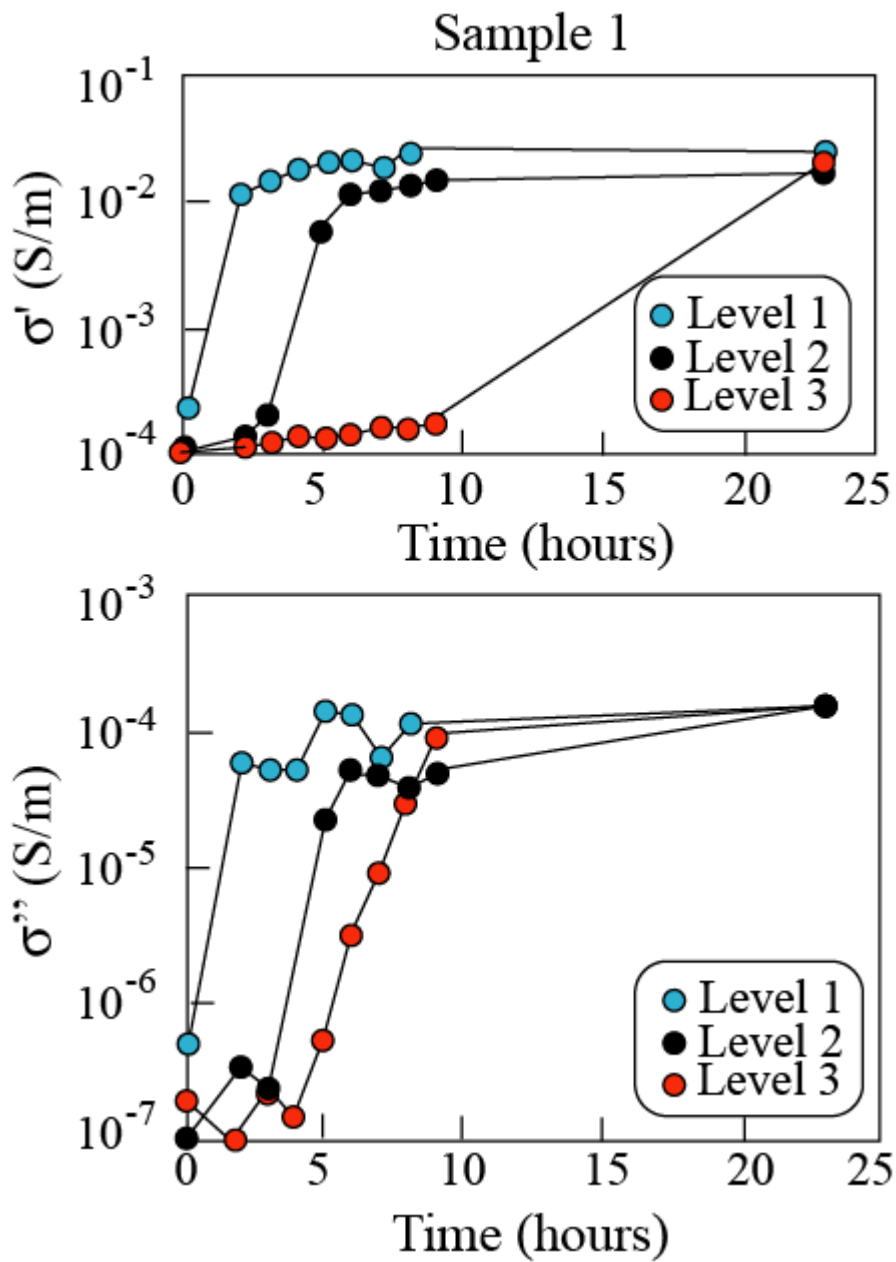 Sample 1
10⁻¹
10⁻²
10⁻³
10⁻⁴
σ' (S/m)
Level 1
Level 2
Level 3
0 5 10 15 20 25
Time (hours)
10⁻³
10⁻⁴
10⁻⁵
10⁻⁶
10⁻⁷
σ'' (S/m)
Level 1
Level 2
Level 3
0 5 10 15 20 25
Time (hours)